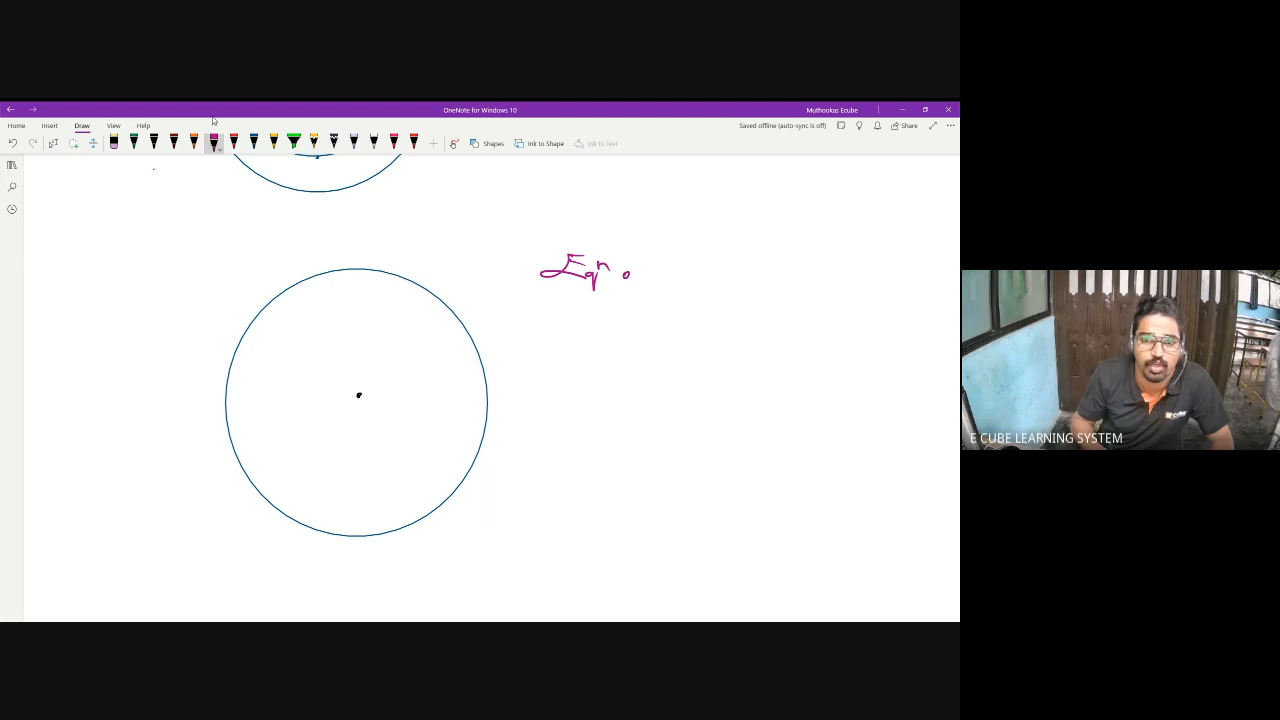 OneNote for Windows 10
Muthookas Ecube
Home Insert Draw View Help
Saved offline (auto-sync is off)
Share
Shapes
Ink to Shape
Ink to Text
Eqn o
CUBE
E CUBE LEARNING SYSTEM